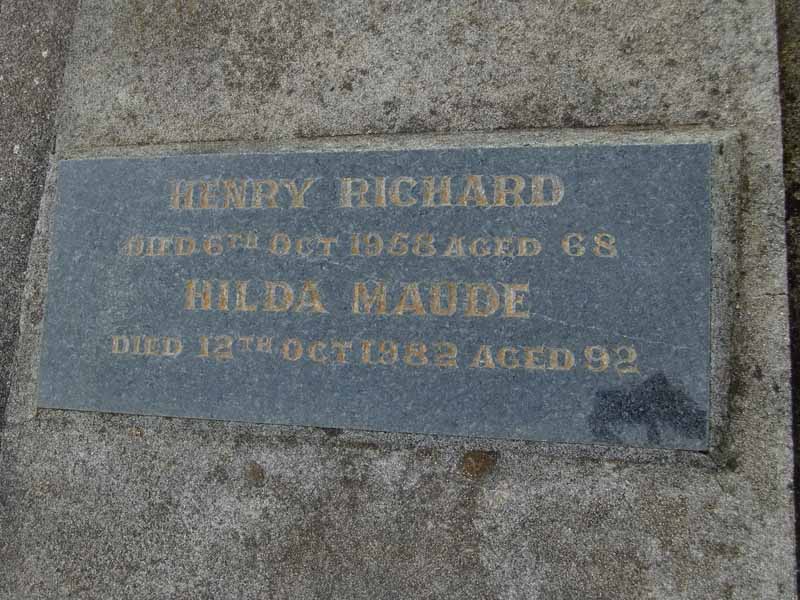 HENRY RICHARD
DIED 6TH OCT 1958 AGED 68
HILDA MAUDE
DIED 12TH OCT 1982 AGED 92